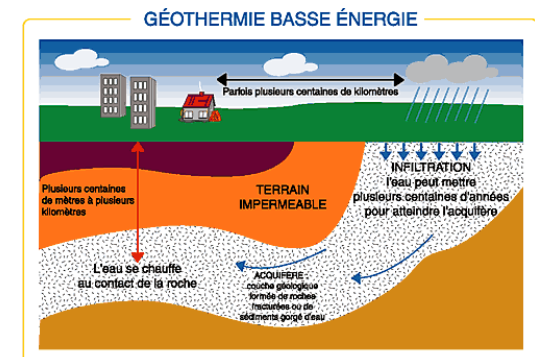 GÉOTHERMIE BASSE ÉNERGIE
Parfois plusieurs centaines de kilomètres
INFILTRATION
l'eau peut mettre
plusieurs centaines d'années
pour atteindre l'acquifère
Plusieurs centaines
de mètres à plusieurs
kilomètres
TERRAIN
IMPERMEABLE
L'eau se chauffe
au contact de la roche
ACQUIFÈRE
couche géologique
formée de roches
fracturées ou de
sédiments gorgé d'eau